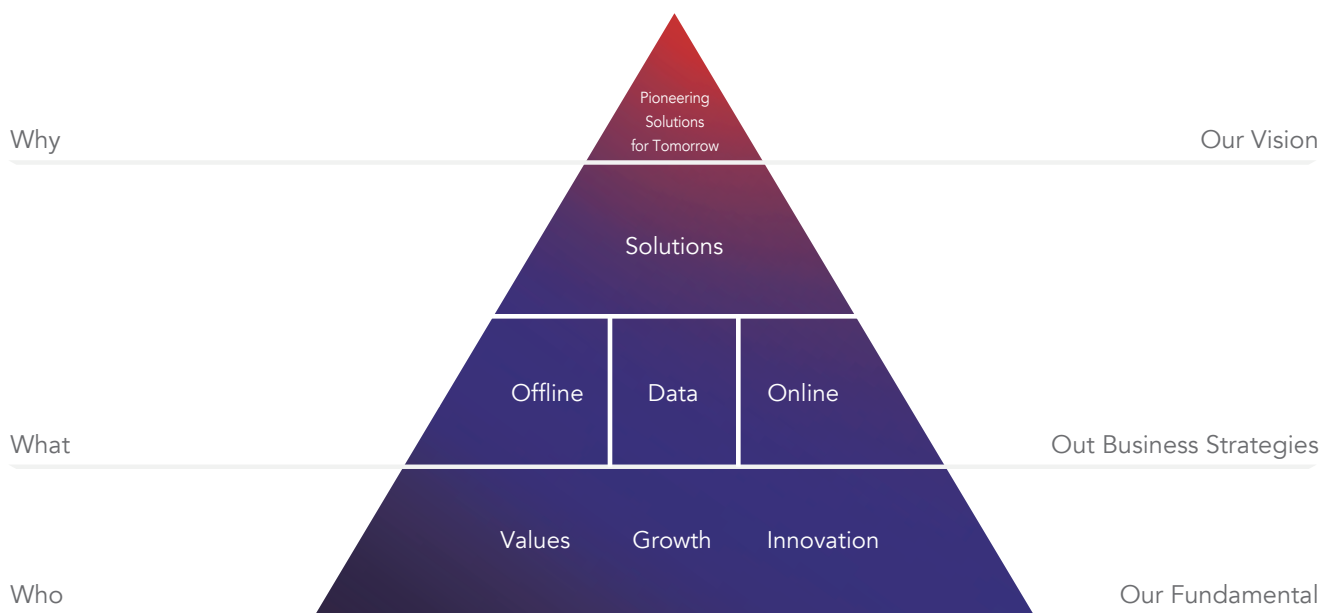 Pioneering
Solutions
for Tomorrow
Why
Our Vision
Solutions
Offline
Data
Online
What
Out Business Strategies
Values
Growth
Innovation
Who
Our Fundamental